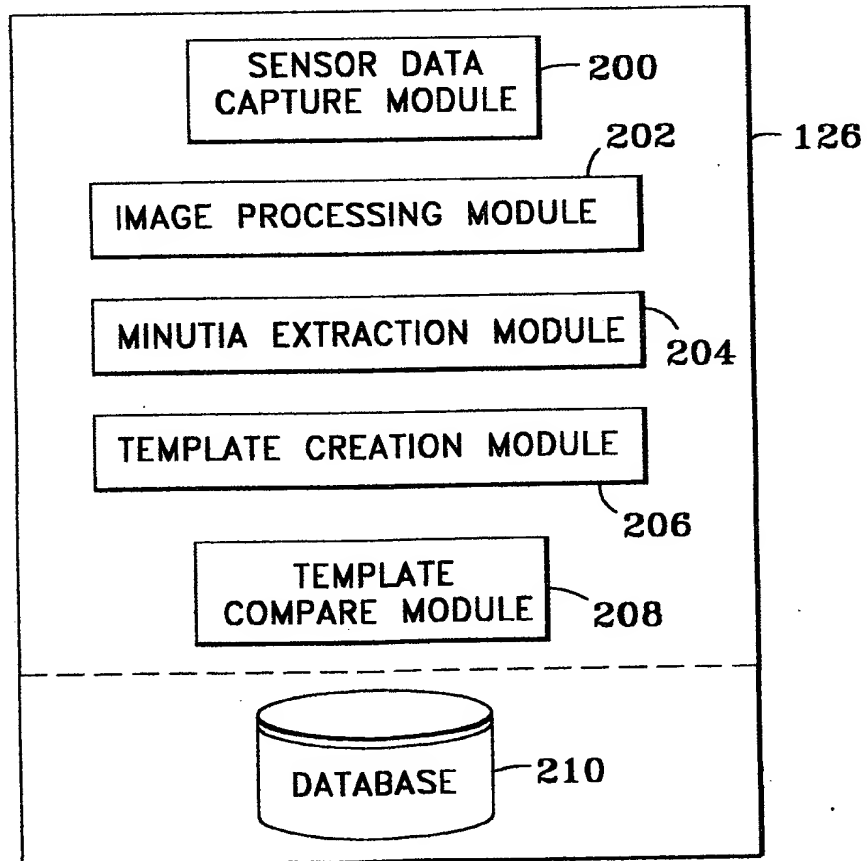 SENSOR DATA
CAPTURE MODULE
200
126
202
IMAGE PROCESSING MODULE
MINUTIA EXTRACTION MODULE
204
TEMPLATE CREATION MODULE
206
TEMPLATE
COMPARE MODULE
208
DATABASE
210